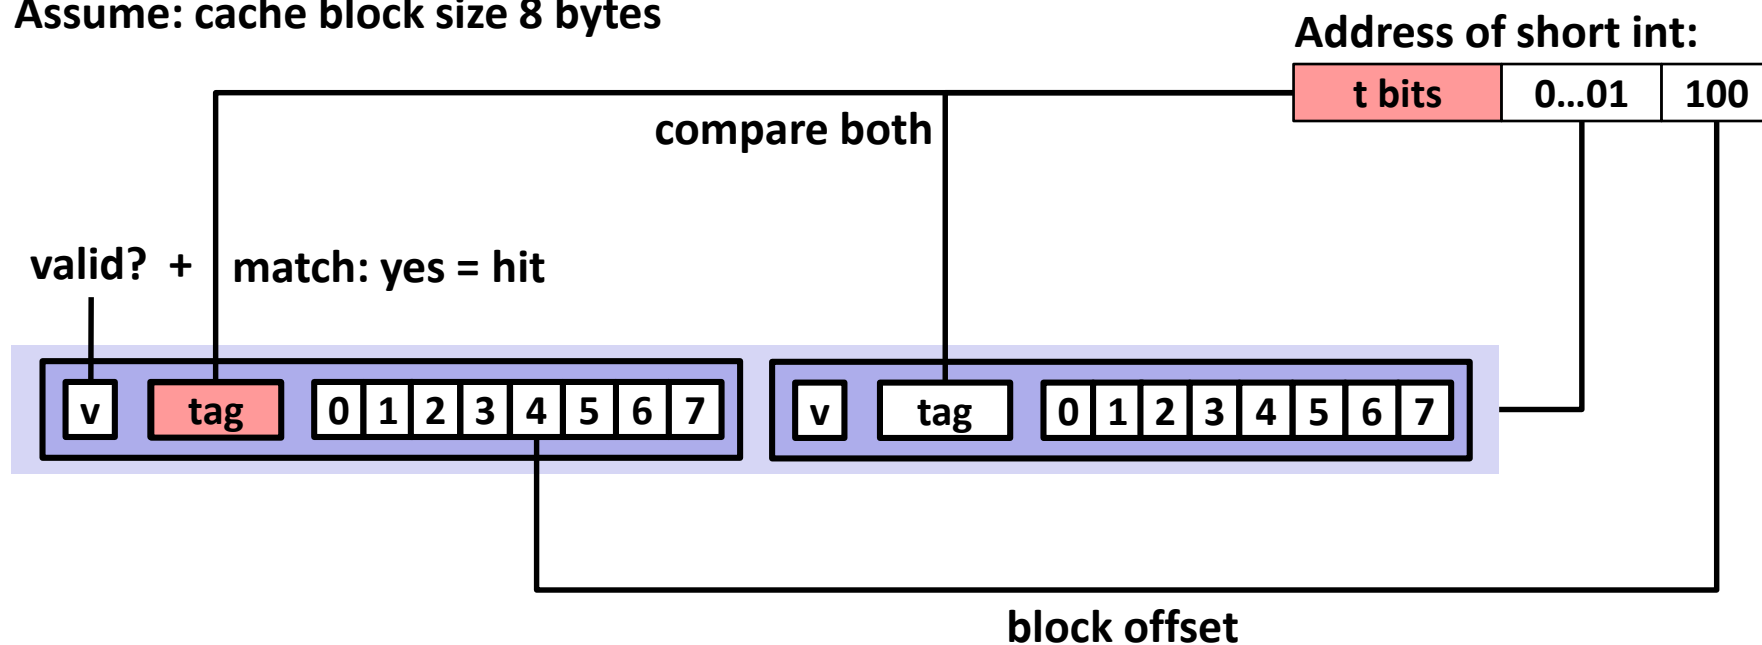 Assume: cache block size 8 bytes
Address of short int:
t bits 0...01 100
compare both
valid? + match: yes = hit
v tag 0 1 2 3 4 5 6 7 v tag 0 1 2 3 4 5 6 7
block offset